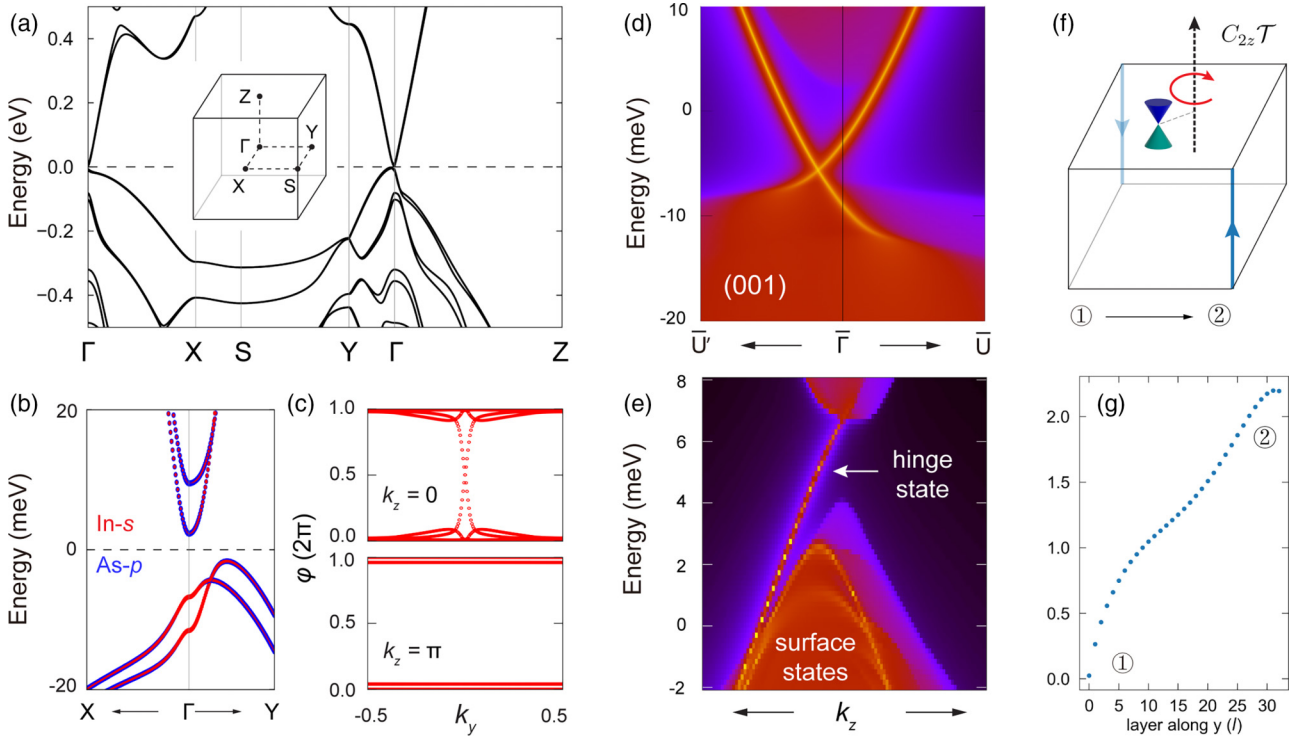 (a)
Energy (eV)
0.4
0.2
0.0
−0.2
−0.4
Z
Γ
Y
X
S
Γ
X
S
Y
Γ
Z
(b)
Energy (meV)
20
0
-20
In-s
As-p
X
Γ
Y
(c)
φ (2π)
1.0
0.5
0.0
1.0
0.5
0.0
k_z = 0
k_z = π
-0.5
k_y
0.5
(d)
Energy (meV)
10
0
-10
-20
(001)
Ū'
Γ̄
Ū
(e)
Energy (meV)
8
6
4
2
0
-2
hinge
state
surface
states
k_z
(f)
C₂zT
① ②
(g)
2.0
1.5
1.0
0.5
0.0
①
②
0 5 10 15 20 25 30
layer along y (l)